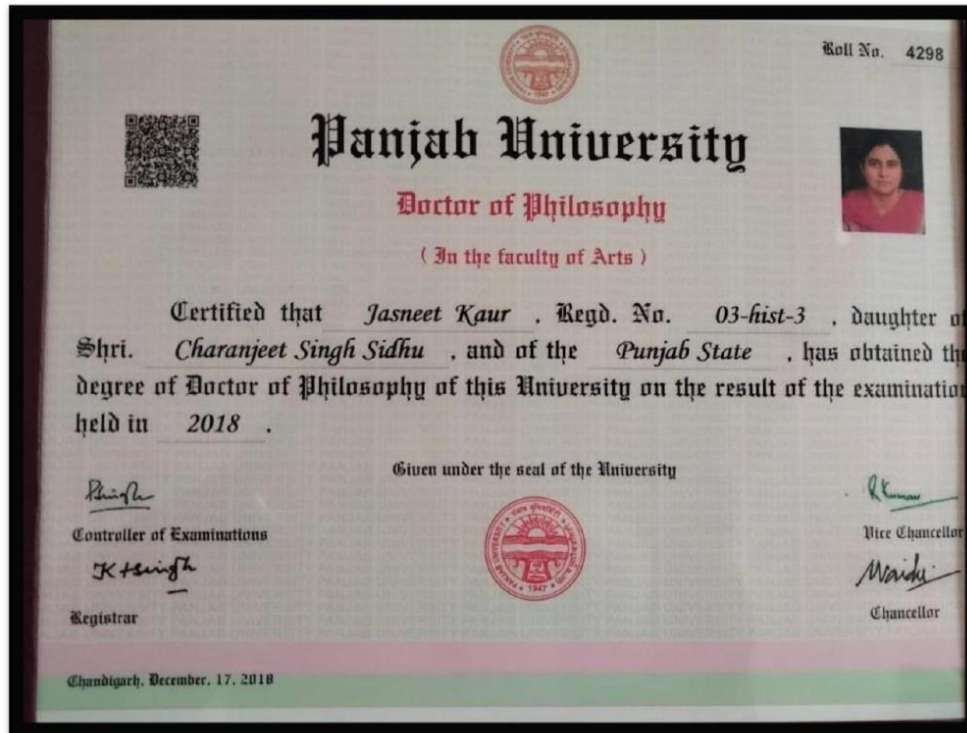 Roll No. 4298
Panjab University
Doctor of Philosophy
( In the faculty of Arts )
Certified that Jasneet Kaur , Regd. No. 03-hist-3 , daughter of
Shri. Charanjeet Singh Sidhu , and of the Punjab State , has obtained the
degree of Doctor of Philosophy of this University on the result of the examination
held in 2018 .
Given under the seal of the University
Controller of Examinations
Vice Chancellor
Registrar
Chancellor
Chandigarh, December, 17, 2018